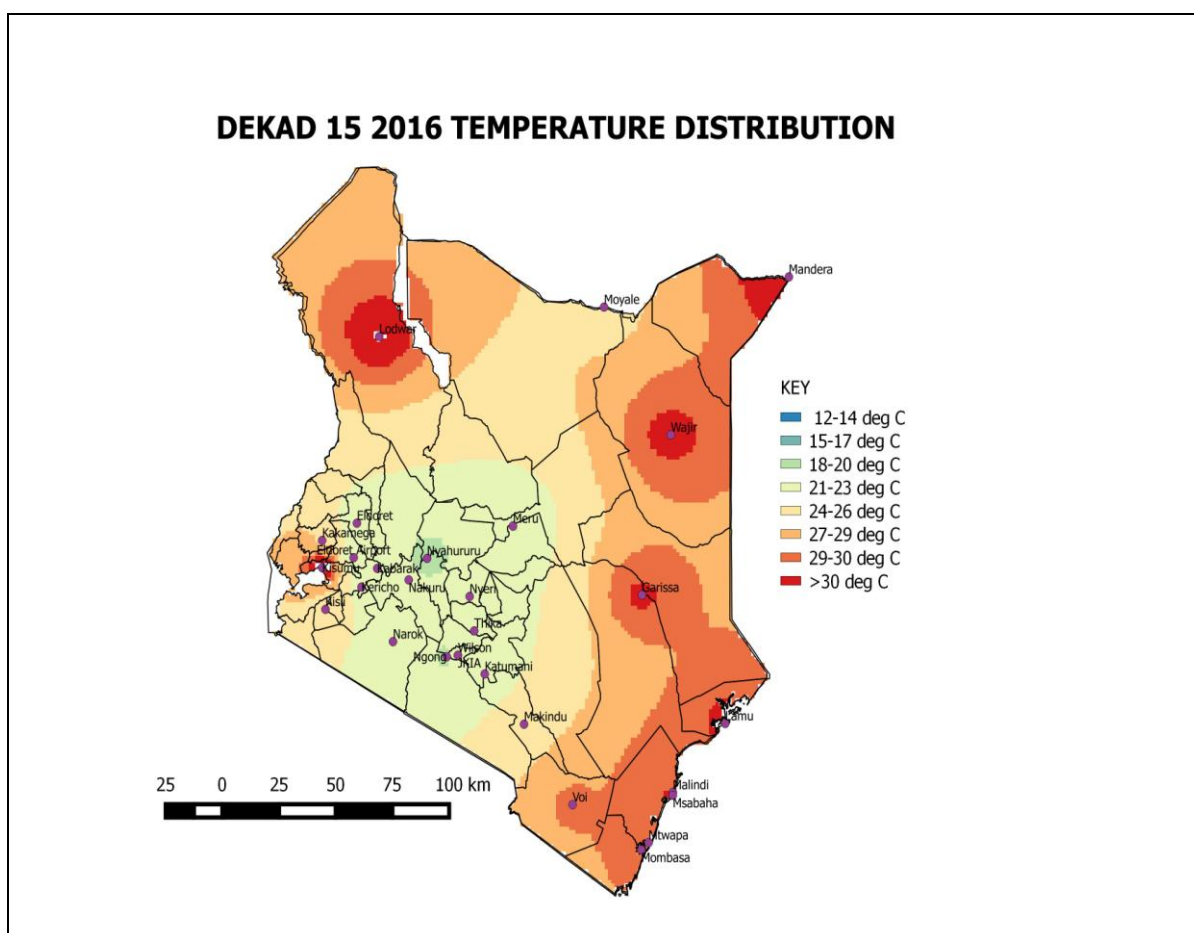 DEKAD 15 2016 TEMPERATURE DISTRIBUTION
Mandera
Moyale
Lodwar
KEY
12-14 deg C
15-17 deg C
18-20 deg C
21-23 deg C
24-26 deg C
27-29 deg C
29-30 deg C
>30 deg C
Wajir
Eldoret
Meru
Kakamega
Eldoret Airport
Nyahururu
Kisumu
Kabarak
Kericho
Nakuru
Nyeri
Garissa
Kisii
Thika
Narok
Wilson
Ngong
JKIA
Katumani
Makindu
Lamu
25 0 25 50 75 100 km
Malindi
Voi
Msabaha
Mtwapa
Mombasa